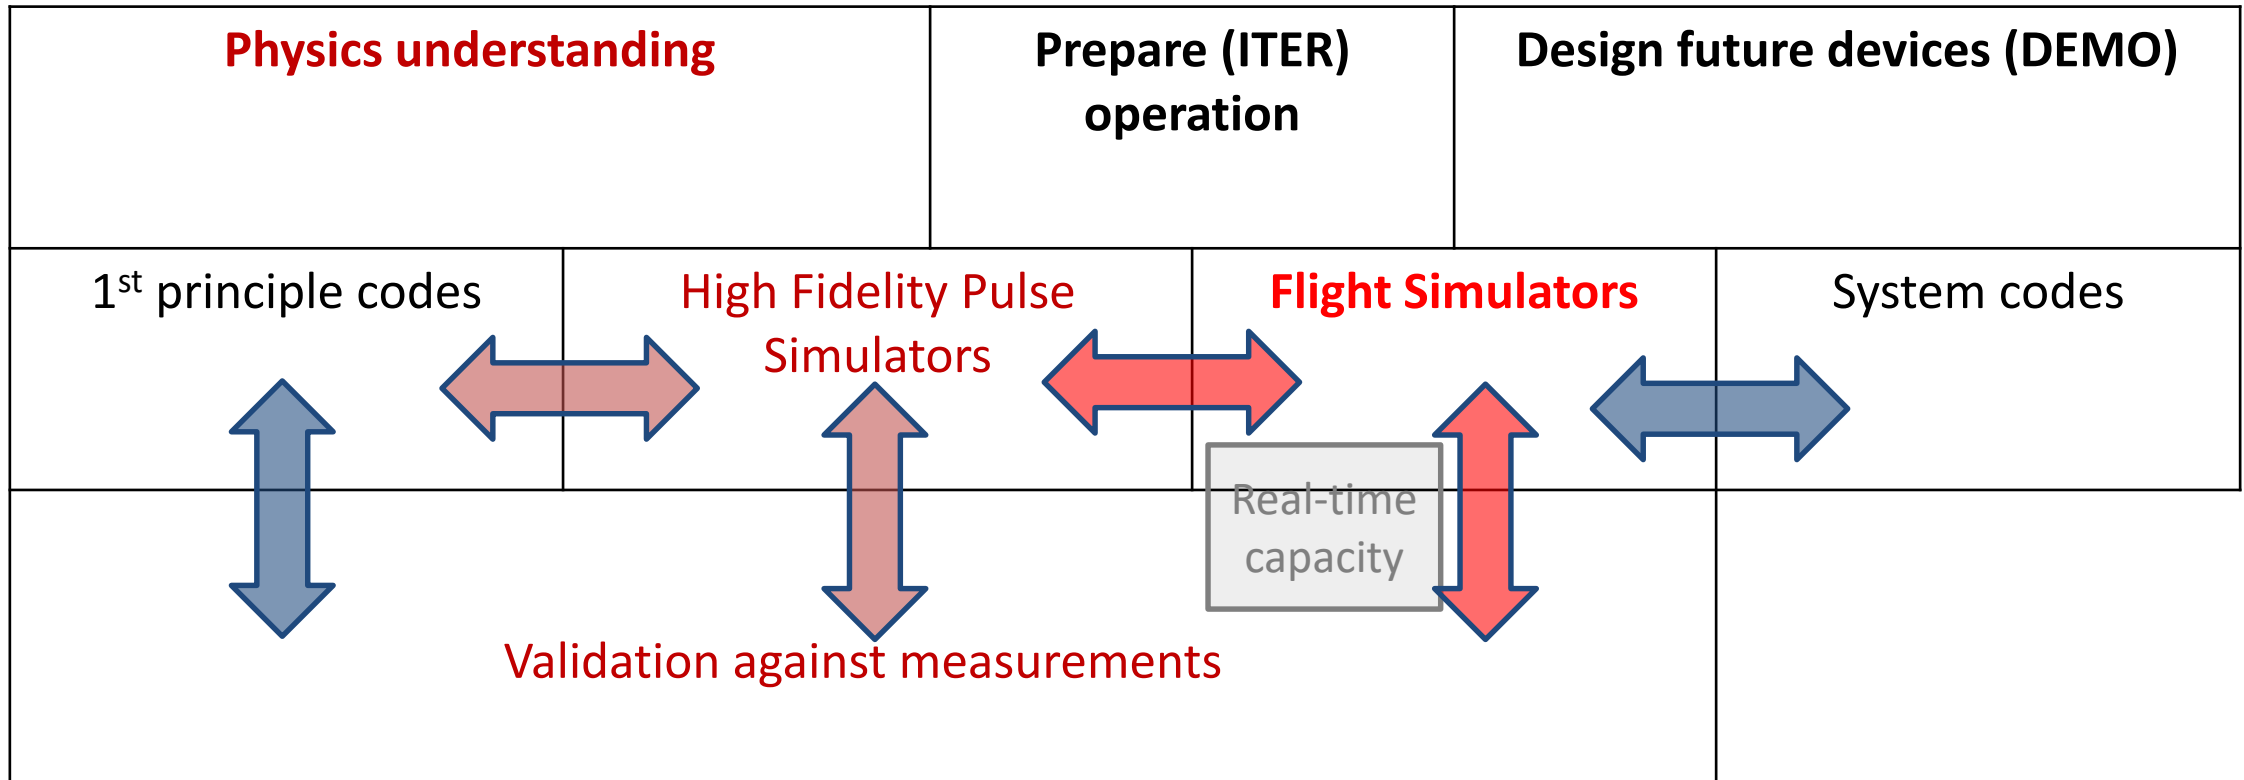 Physics understanding
Prepare (ITER)
operation
Design future devices (DEMO)
1st principle codes
High Fidelity Pulse
Simulators
Flight Simulators
System codes
Real-time
capacity
Validation against measurements